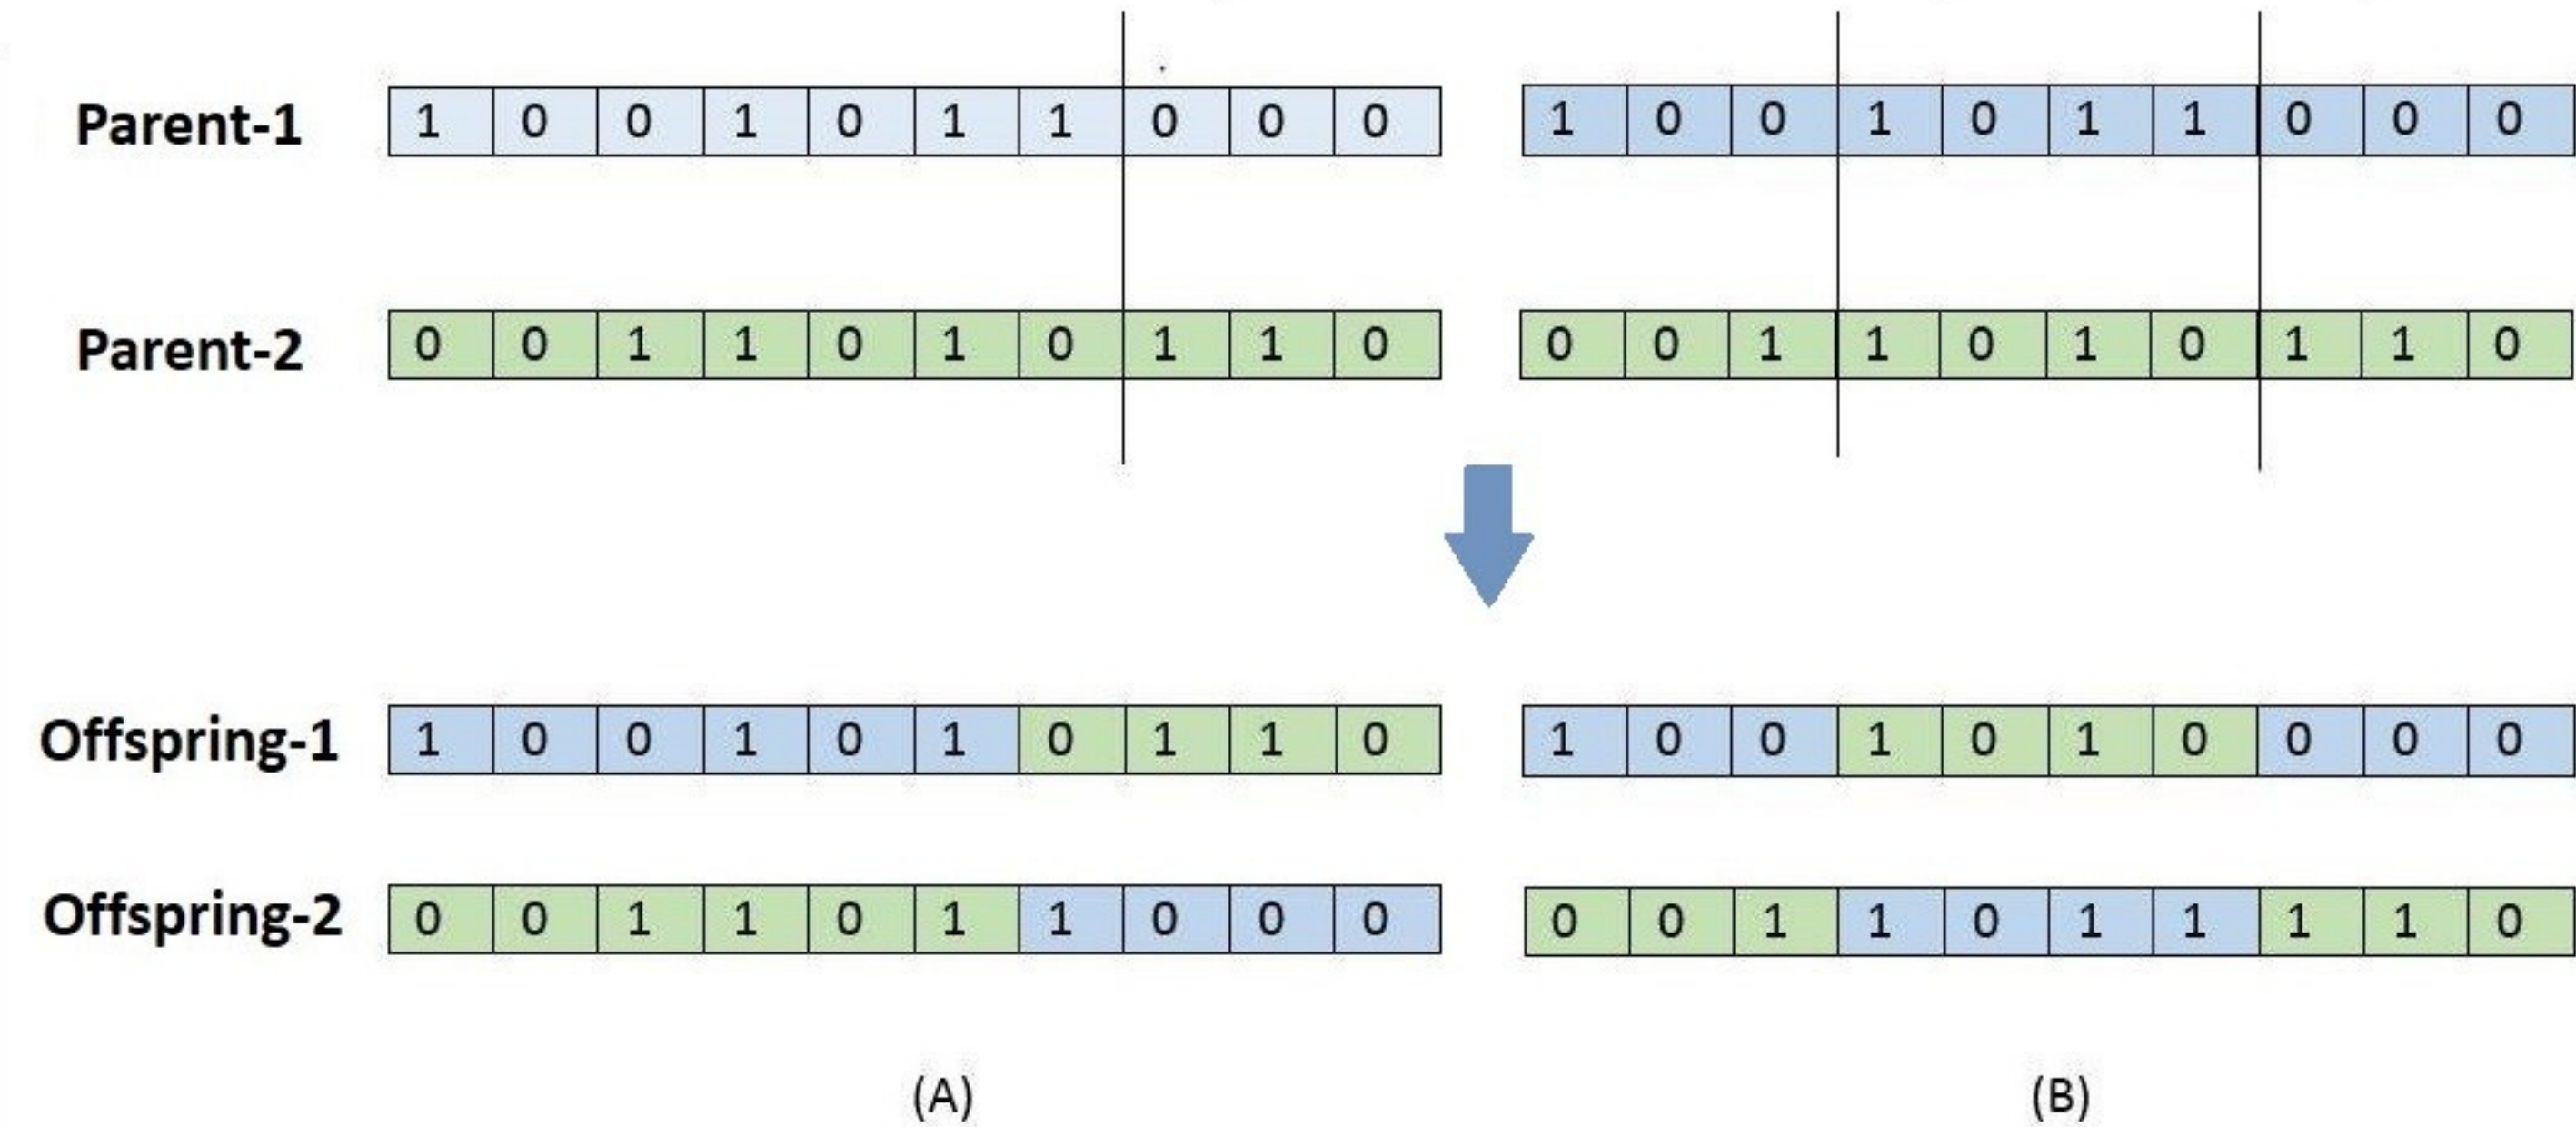 Parent-1 1 0 0 1 0 1 1 0 0 0 1 0 0 1 0 1 1 0 0 0
Parent-2 0 0 1 1 0 1 0 1 1 0 0 0 1 1 0 1 0 1 1 0
Offspring-1 1 0 0 1 0 1 0 1 1 0 1 0 0 1 0 1 0 0 0 0
Offspring-2 0 0 1 1 0 1 1 0 0 0 0 0 1 1 0 1 1 1 1 0
(A) (B)